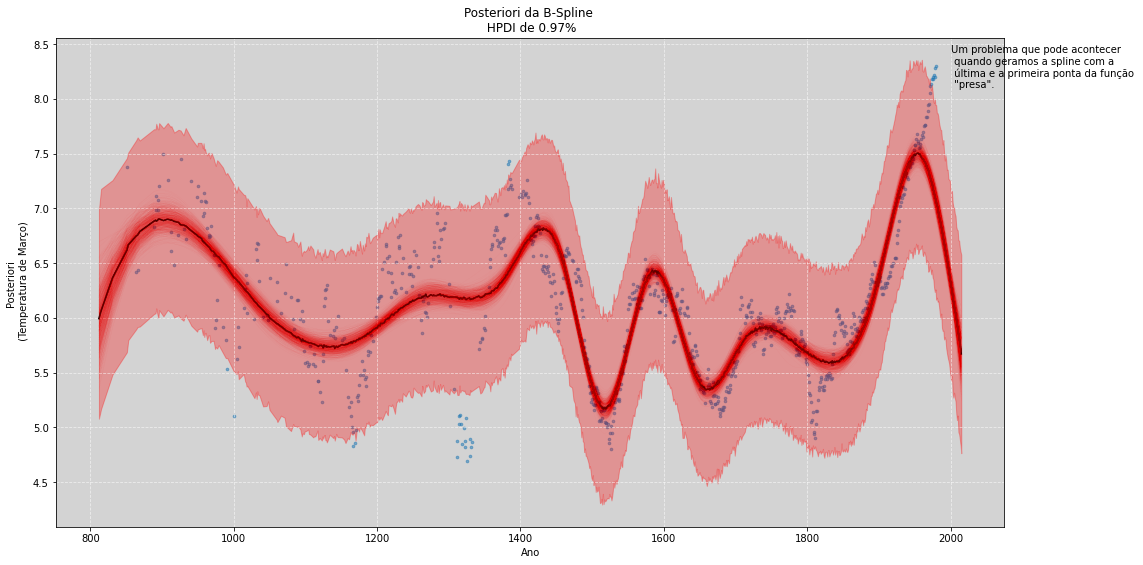 Posteriori da B-Spline
HPDI de 0.97%
Um problema que pode acontecer
quando geramos a spline com a
última e a primeira ponta da função
"presa".
Posteriori
(Temperatura de Março)
8.5
8.0
7.5
7.0
6.5
6.0
5.5
5.0
4.5
800
1000
1200
1400
1600
1800
2000
Ano